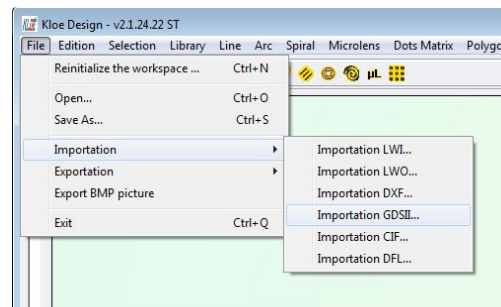 Kloe Design - v2.1.24.22 ST
File Edition Selection Library Line Arc Spiral Microlens Dots Matrix Polygo
Reinitialize the workspace ... Ctrl+N
µL
Open... Ctrl+O
Save As... Ctrl+S
Importation
Importation LWI...
Exportation
Importation LWO...
Export BMP picture
Importation DXF...
Exit Ctrl+Q
Importation GDSII...
Importation CIF...
Importation DFL...